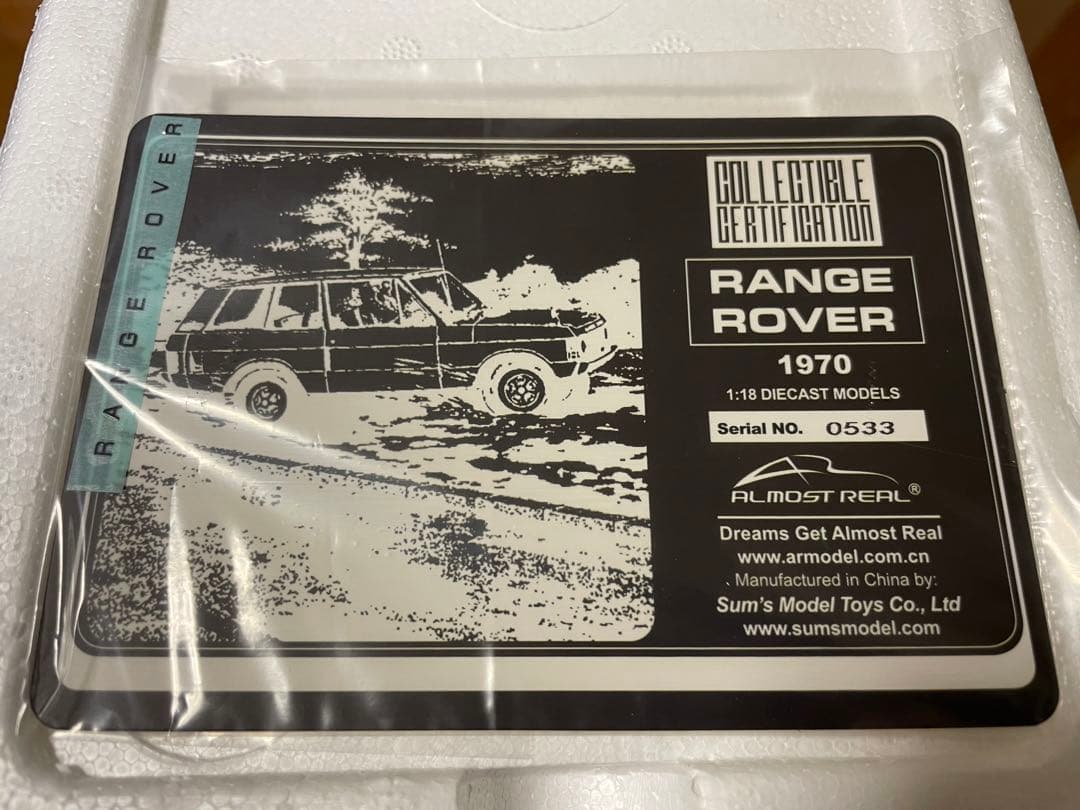 RANGE ROVER
COLLECTIBLE
CERTIFICATION
RANGE
ROVER
1970
1:18 DIECAST MODELS
Serial NO. 0533
ALMOST REAL®
Dreams Get Almost Real
www.armodel.com.cn
Manufactured in China by:
Sum's Model Toys Co., Ltd
www.sumsmodel.com